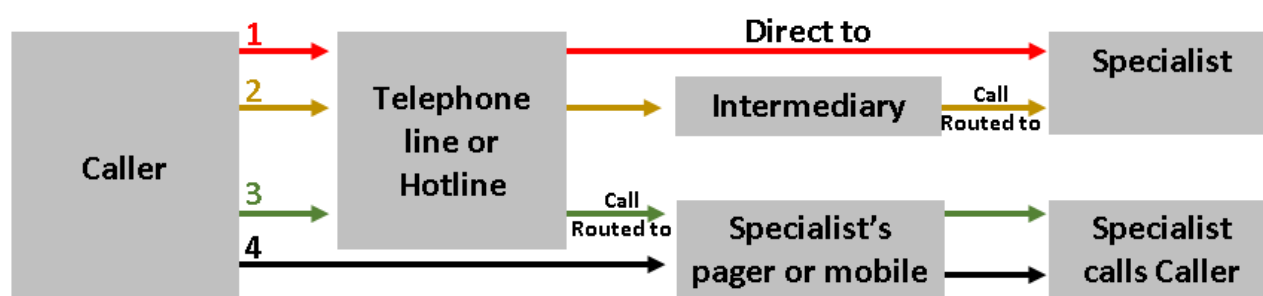 1
Direct to
Specialist
2
Telephone
line or
Hotline
Intermediary
Call
Routed to
Caller
3
Call
Routed to
4
Specialist's
pager or mobile
Specialist
calls Caller